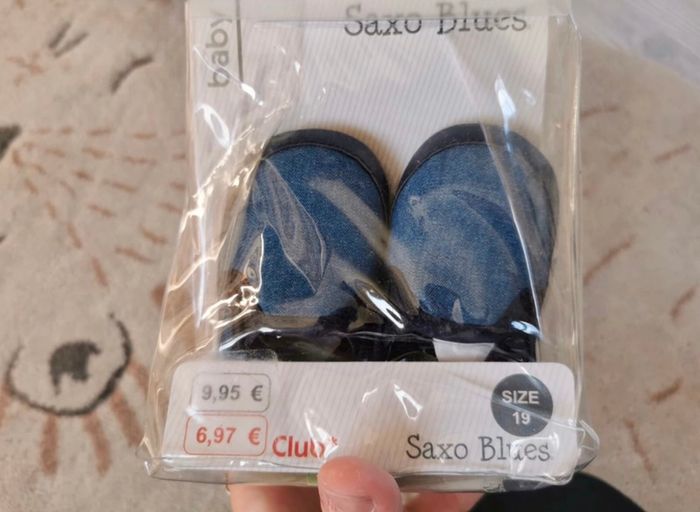 baby
Saxo Blues
9,95 €
6,97 € Club*
SIZE
19
Saxo Blues